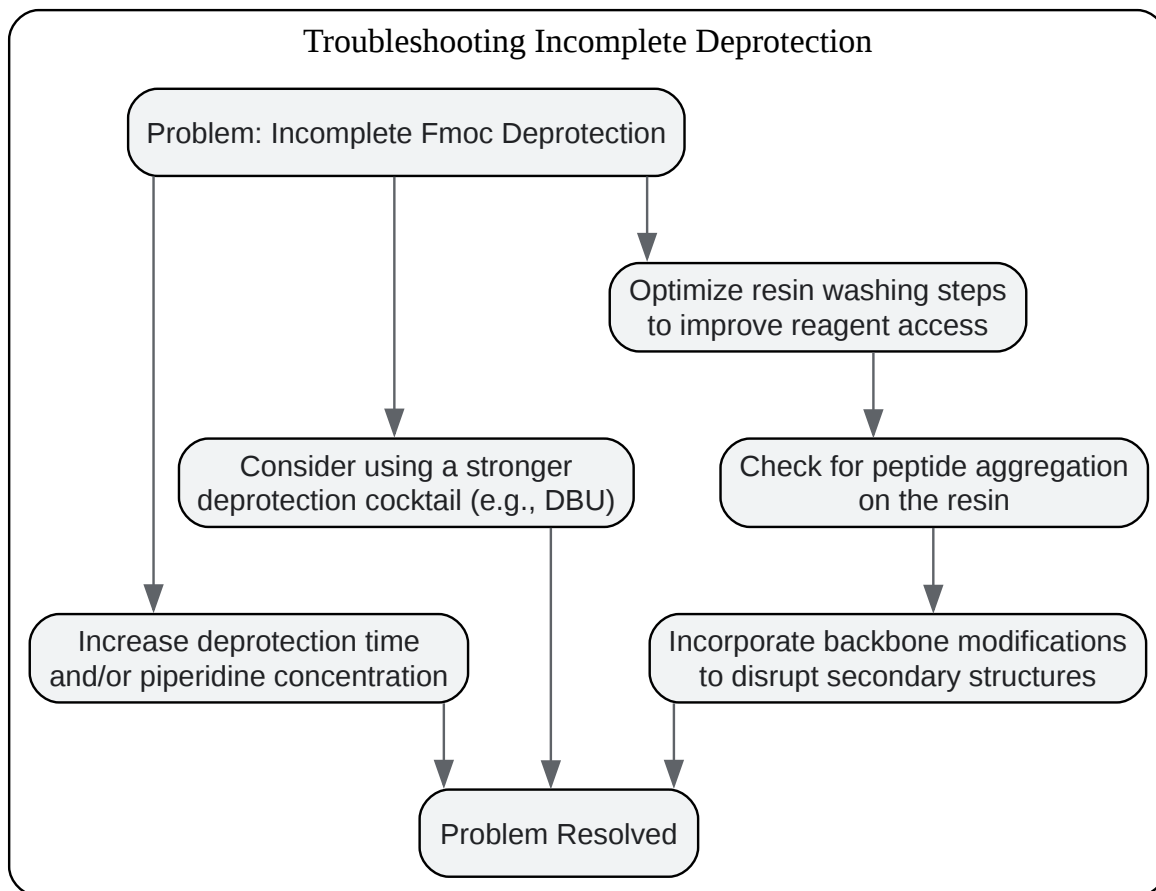 Troubleshooting Incomplete Deprotection
Problem: Incomplete Fmoc Deprotection
Optimize resin washing steps
to improve reagent access
Consider using a stronger
deprotection cocktail (e.g., DBU)
Check for peptide aggregation
on the resin
Increase deprotection time
and/or piperidine concentration
Incorporate backbone modifications
to disrupt secondary structures
Problem Resolved